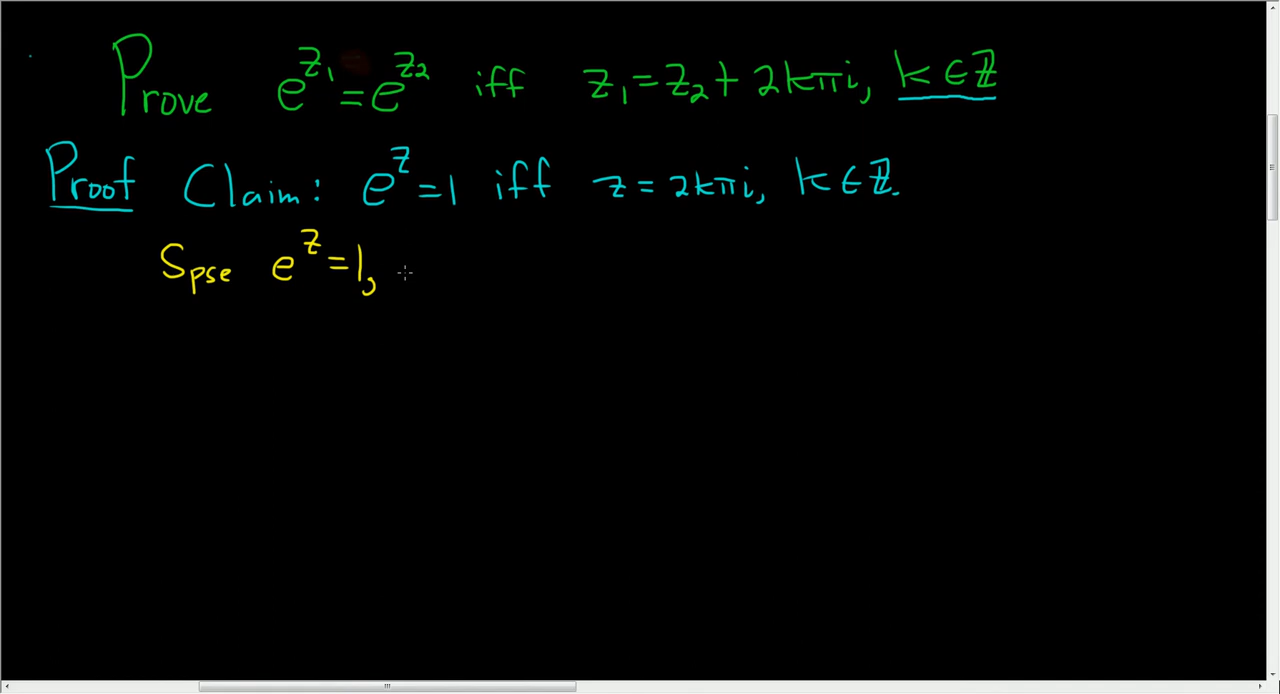 Prove e^{z_1} = e^{z_2} iff z_1 = z_2 + 2kπi, k ∈ ℤ
Proof Claim: e^z = 1 iff z = 2kπi, k ∈ ℤ.
Spse e^z = 1,